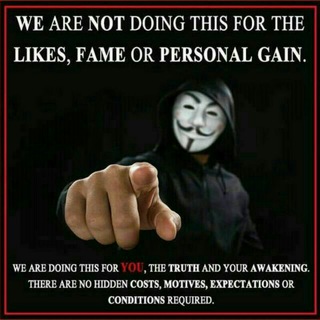 WE ARE NOT DOING THIS FOR THE
LIKES, FAME OR PERSONAL GAIN.
WE ARE DOING THIS FOR YOU, THE TRUTH AND YOUR AWAKENING.
THERE ARE NO HIDDEN COSTS, MOTIVES, EXPECTATIONS OR
CONDITIONS REQUIRED.